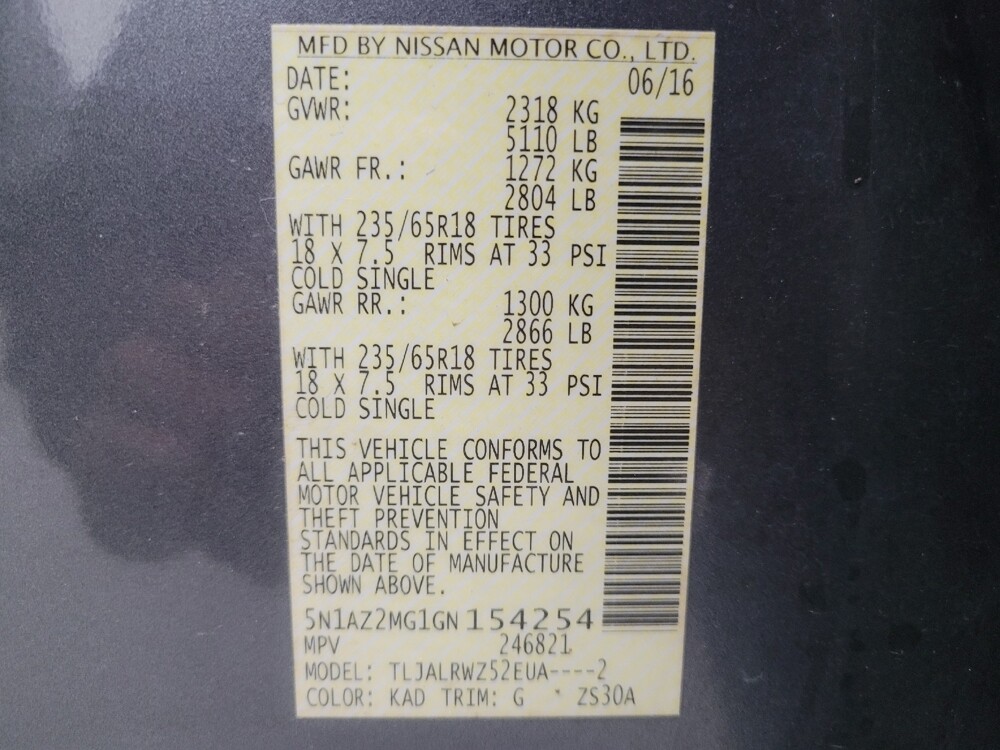 MFD BY NISSAN MOTOR CO., LTD.
DATE: 06/16
GVWR: 2318 KG
5110 LB
GAWR FR.: 1272 KG
2804 LB
WITH 235/65R18 TIRES
18 X 7.5 RIMS AT 33 PSI
COLD SINGLE
GAWR RR.: 1300 KG
2866 LB
WITH 235/65R18 TIRES
18 X 7.5 RIMS AT 33 PSI
COLD SINGLE
THIS VEHICLE CONFORMS TO
ALL APPLICABLE FEDERAL
MOTOR VEHICLE SAFETY AND
THEFT PREVENTION
STANDARDS IN EFFECT ON
THE DATE OF MANUFACTURE
SHOWN ABOVE.
5N1AZ2MG1GN154254
MPV 246821
MODEL: TLJALRWZ52EUA----2
COLOR: KAD TRIM: G ZS30A